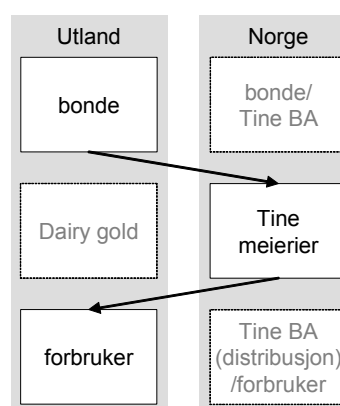 Utland
Norge
bonde
bonde/
Tine BA
Dairy gold
Tine
meierier
forbruker
Tine BA
(distribusjon)
/forbruker